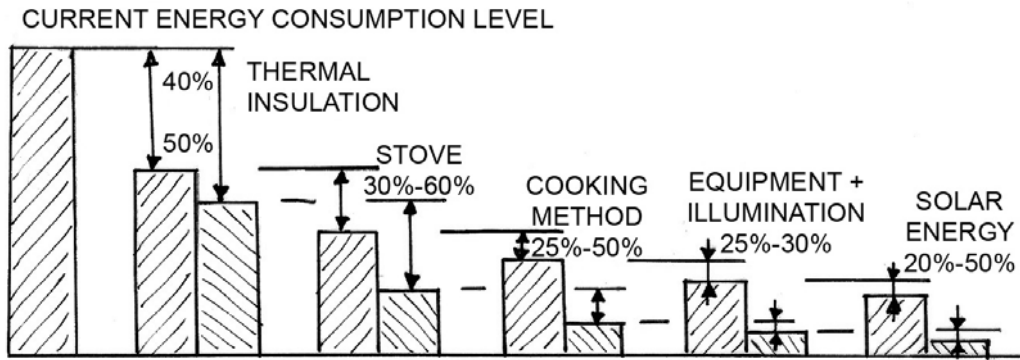 CURRENT ENERGY CONSUMPTION LEVEL
40%
50%
THERMAL
INSULATION
STOVE
30%-60%
COOKING
METHOD
25%-50%
EQUIPMENT +
ILLUMINATION
25%-30%
SOLAR
ENERGY
20%-50%